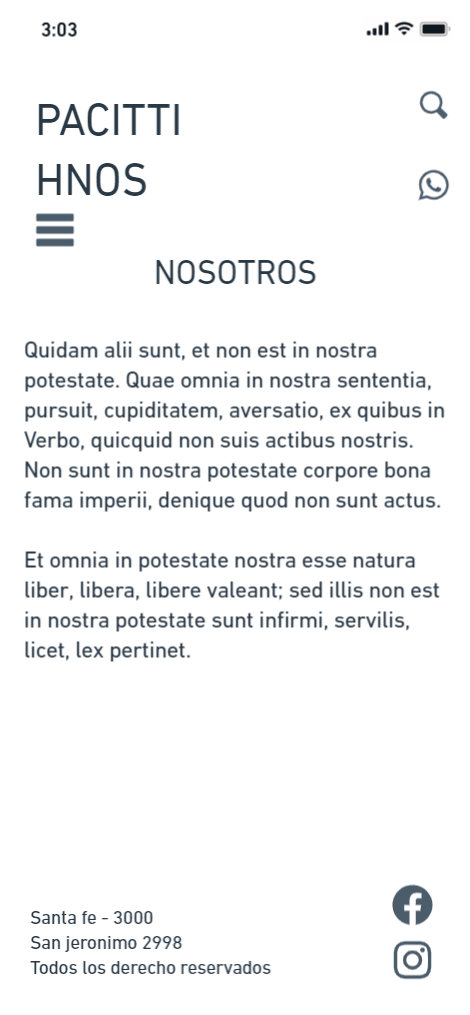 3:03
PACITTI
HNOS
NOSOTROS
Quidam alii sunt, et non est in nostra
potestate. Quae omnia in nostra sententia,
pursuit, cupiditatem, aversatio, ex quibus in
Verbo, quicquid non suis actibus nostris.
Non sunt in nostra potestate corpore bona
fama imperii, denique quod non sunt actus.
Et omnia in potestate nostra esse natura
liber, libera, libere valeant; sed illis non est
in nostra potestate sunt infirmi, servilis,
licet, lex pertinet.
Santa fe - 3000
San jeronimo 2998
Todos los derecho reservados